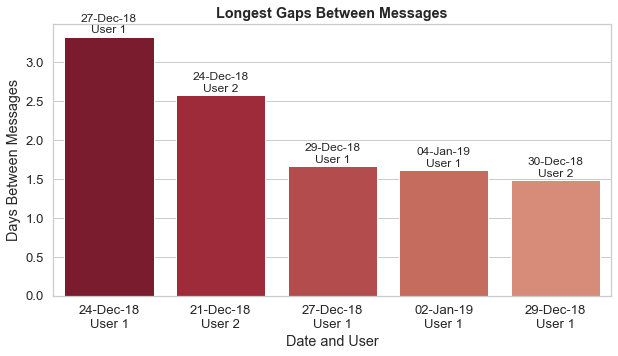 Longest Gaps Between Messages
27-Dec-18
User 1
24-Dec-18
User 2
29-Dec-18
User 1
04-Jan-19
User 1
30-Dec-18
User 2
Days Between Messages
3.0
2.5
2.0
1.5
1.0
0.5
0.0
24-Dec-18
User 1
21-Dec-18
User 2
27-Dec-18
User 1
02-Jan-19
User 1
29-Dec-18
User 1
Date and User